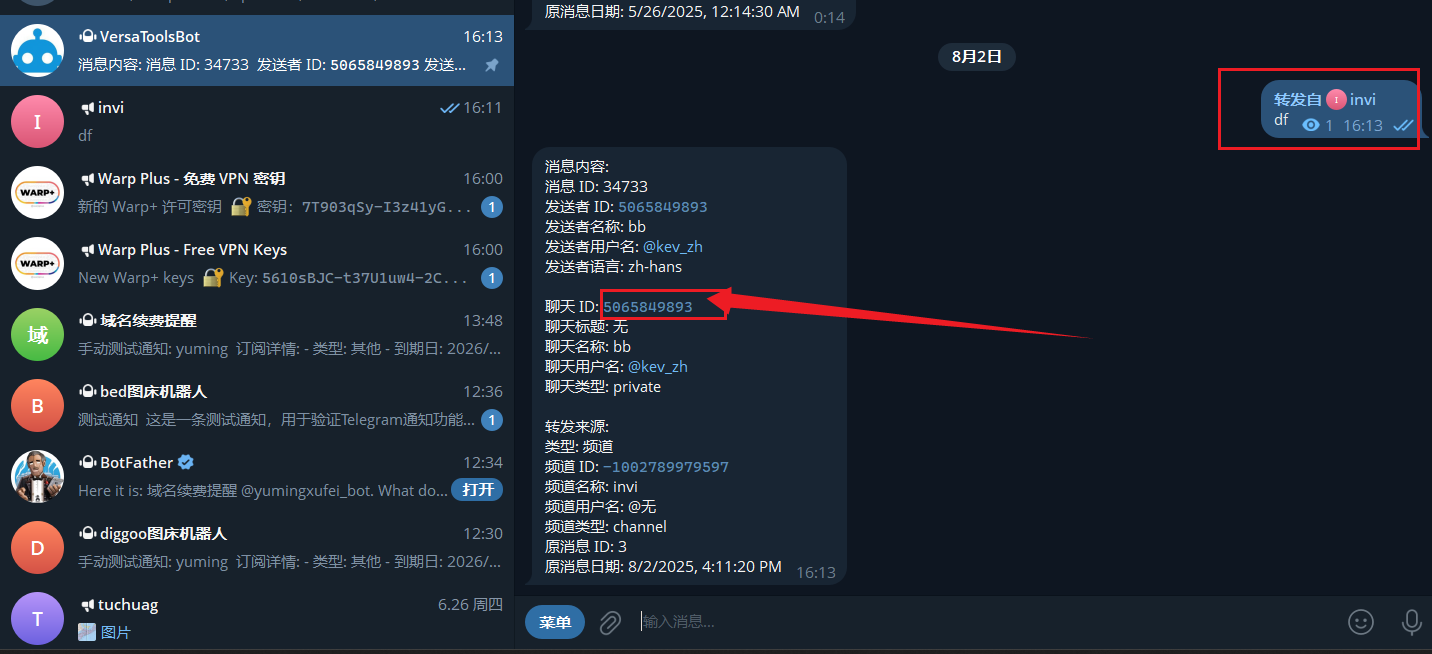 VersaToolsBot 16:13
消息内容: 消息 ID: 34733 发送者 ID: 5065849893 发送...
I
invi 16:11
df
WARP+
Warp Plus - 免费 VPN 密钥 16:00
新的 Warp+ 许可密钥 🔐 密钥: 7T903qSy-I3z41yG... 1
WARP+
Warp Plus - Free VPN Keys 16:00
New Warp+ keys 🔐 Key: 5610sBJC-t37U1uw4-2C... 1
域
域名续费提醒 13:48
手动测试通知: yuming 订阅详情: - 类型: 其他 - 到期日: 2026/...
B
bed图床机器人 12:36
测试通知 这是一条测试通知，用于验证Telegram通知功能... 1
BotFather 12:34
Here it is: 域名续费提醒 @yumingxufei_bot. What do... 打开
D
diggoo图床机器人 12:30
手动测试通知: yuming 订阅详情: - 类型: 其他 - 到期日: 2026/...
T
tuchuag 6.26 周四
图片
原消息日期: 5/26/2025, 12:14:30 AM 0:14
8月2日
转发自 I invi
df 1 16:13
消息内容:
消息 ID: 34733
发送者 ID: 5065849893
发送者名称: bb
发送者用户名: @kev_zh
发送者语言: zh-hans
聊天 ID: 5065849893
聊天标题: 无
聊天名称: bb
聊天用户名: @kev_zh
聊天类型: private
转发来源:
类型: 频道
频道 ID: -1002789979597
频道名称: invi
频道用户名: @无
频道类型: channel
原消息 ID: 3
原消息日期: 8/2/2025, 4:11:20 PM 16:13
菜单 输入消息...